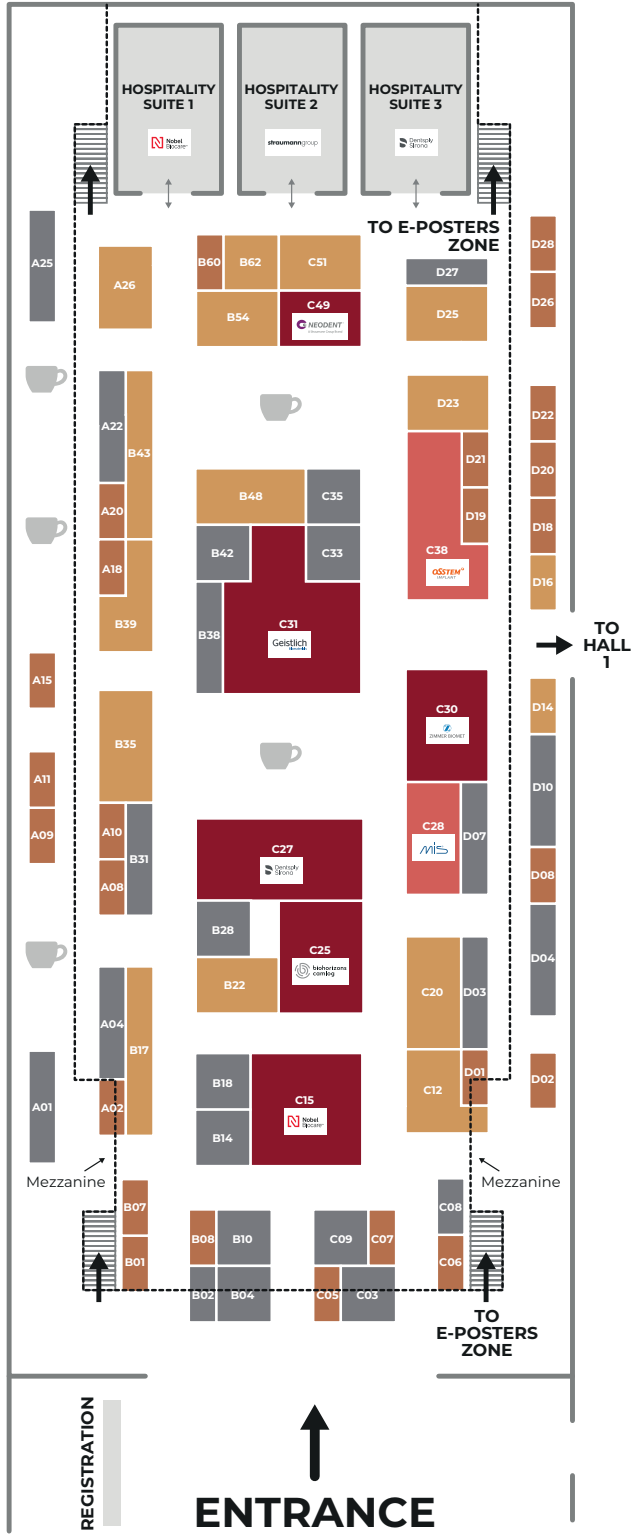 HOSPITALITY
SUITE 1
Nobel
Biocare™
HOSPITALITY
SUITE 2
straumanngroup
HOSPITALITY
SUITE 3
Dentsply
Sirona
TO E-POSTERS
ZONE
A25
A26
B60
B62
C51
B54
C49
NEODENT
D27
D25
D28
D26
A22
B43
A20
A18
B39
B48
C35
B42
C33
B38
C31
Geistlich
D23
D21
D19
C38
OSSTEM
IMPLANT
D22
D20
D18
D16
TO
HALL
1
A15
A11
A09
B35
A10
B31
A08
C30
ZIMMER BIOMET
C28
MIS
D07
D14
D10
D08
D04
C27
Dentsply
Sirona
B28
B22
C25
biohorizons
camlog
A04
B17
A02
A01
C20
D03
D01
C12
D02
B18
B14
C15
Nobel
Biocare™
Mezzanine
Mezzanine
B07
B01
B08
B10
B02
B04
C09
C07
C05
C03
C08
C06
TO
E-POSTERS
ZONE
REGISTRATION
ENTRANCE